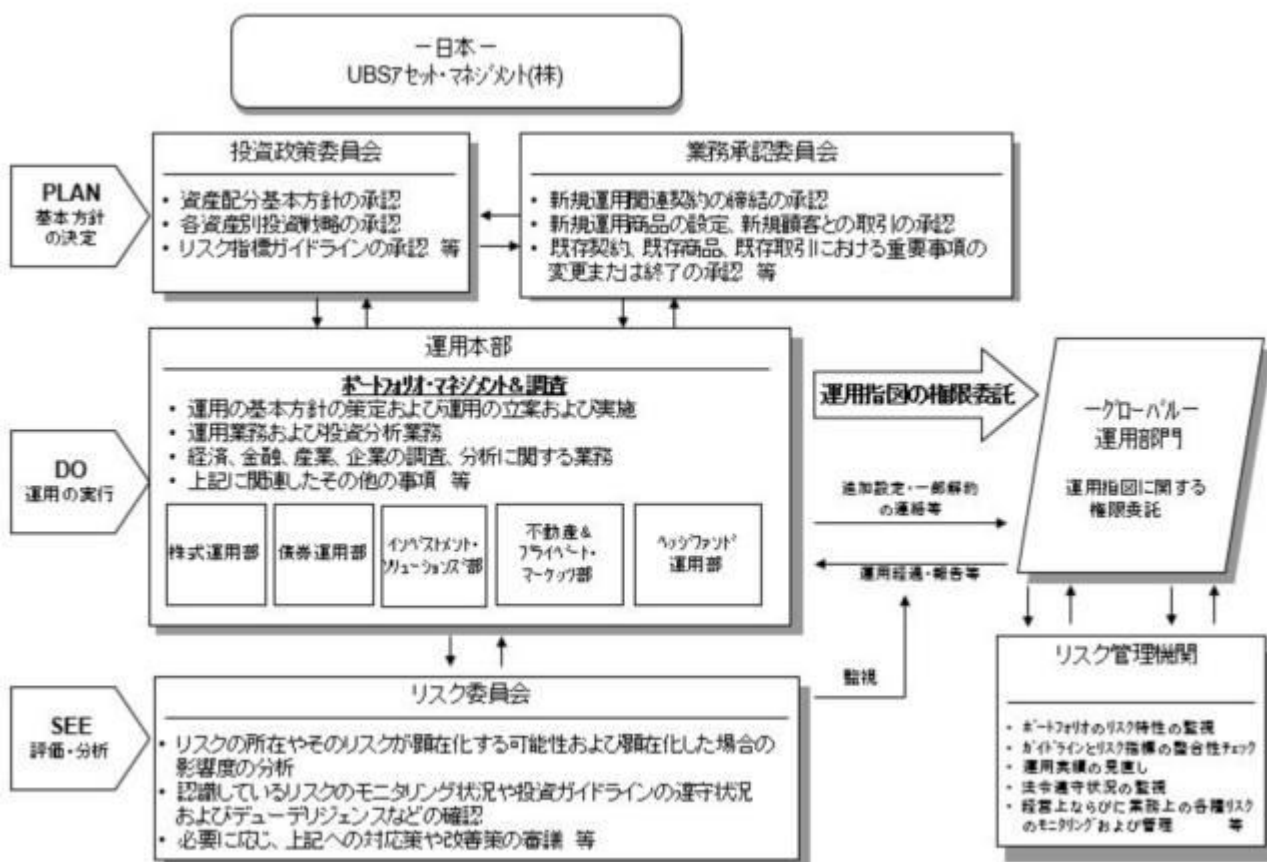 －日本－
UBSｱｾｯﾄ･ﾏﾈｼﾞﾒﾝﾄ(株)
PLAN
基本方針
の決定
投資政策委員会
• 資産配分基本方針の承認
• 各資産別投資戦略の承認
• リスク指標ガイドラインの承認 等
業務承認委員会
• 新規運用関連契約の締結の承認
• 新規運用商品の設定、新規顧客との取引の承認
• 既存契約、既存商品、既存取引における重要事項の
変更または終了の承認 等
DO
運用の実行
運用本部
ﾎﾟｰﾄﾌｫﾘｵ･ﾏﾈｼﾞﾒﾝﾄ&調査
• 運用の基本方針の策定および運用の立案および実施
• 運用業務および投資分析業務
• 経済、金融、産業、企業の調査、分析に関する業務
• 上記に関連したその他の事項 等
株式運用部
債券運用部
ｲﾝﾍﾞｽﾄﾒﾝﾄ･
ｿﾘｭｰｼｮﾝｽﾞ部
不動産&
ﾌﾟﾗｲﾍﾞｰﾄ･
ﾏｰｹｯﾂ部
ﾍｯｼﾞﾌｧﾝﾄﾞ
運用部
運用指図の権限委託
追加設定･一部解約
の連絡等
運用経過･報告等
監視
－ｸﾞﾛｰﾊﾞﾙ－
運用部門
運用指図に関する
権限委託
SEE
評価･分析
リスク委員会
• リスクの所在やそのリスクが顕在化する可能性および顕在化した場合の
影響度の分析
• 認識しているリスクのモニタリング状況や投資ガイドラインの遵守状況
およびデューデリジェンスなどの確認
• 必要に応じ、上記への対応策や改善策の審議 等
リスク管理機関
• ﾎﾟｰﾄﾌｫﾘｵのﾘｽｸ特性の監視
• ｶﾞｲﾄﾞﾗｲﾝとﾘｽｸ指標の整合性ﾁｪｯｸ
• 運用実績の見直し
• 法令遵守状況の監視
• 経営上ならびに業務上の各種ﾘｽｸ
のﾓﾆﾀﾘﾝｸﾞおよび管理 等